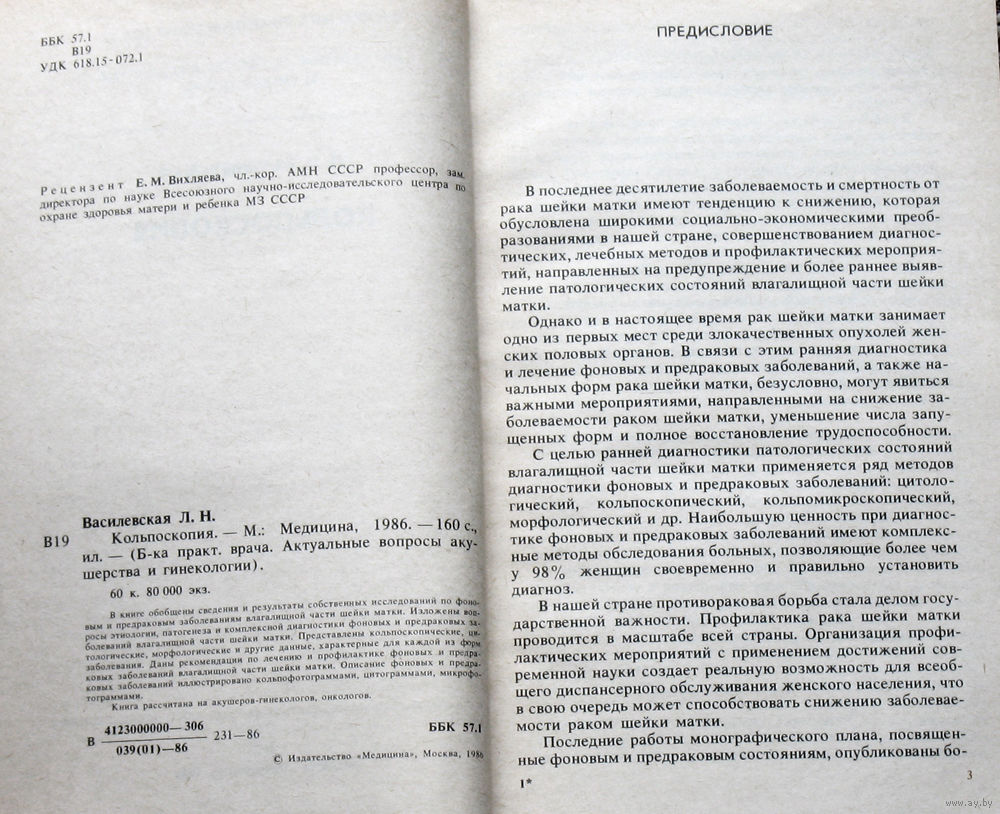 ББК 57.1
В19
УДК 618.15-072.1
Рецензент Е. М. Вихляева, чл.-кор. АМН СССР профессор, зам.
директора по науке Всесоюзного научно-исследовательского центра по
охране здоровья матери и ребенка МЗ СССР
Василевская Л. Н.
В19 Кольпоскопия. — М.: Медицина, 1986. — 160 с.,
ил. — (Б-ка практ. врача. Актуальные вопросы аку-
шерства и гинекологии).
60 к. 80 000 экз.
В книге обобщены сведения и результаты собственных исследований по фоно-
вым и предраковым заболеваниям влагалищной части шейки матки. Изложены воп-
росы этиологии, патогенеза и комплексной диагностики фоновых и предраковых за-
болеваний влагалищной части шейки матки. Представлены кольпоскопические, ци-
тологические, морфологические и другие данные, характерные для каждой из форм
заболевания. Даны рекомендации по лечению и профилактике фоновых и предра-
ковых заболеваний влагалищной части шейки матки. Описание фоновых и предра-
ковых заболеваний иллюстрировано кольпофотограммами, цитограммами, микрофо-
тограммами.
Книга рассчитана на акушеров-гинекологов, онкологов.
В 4123000000—306
039(01)—86 231—86 ББК 57.1
© Издательство «Медицина», Москва, 1986
ПРЕДИСЛОВИЕ
В последнее десятилетие заболеваемость и смертность от
рака шейки матки имеют тенденцию к снижению, которая
обусловлена широкими социально-экономическими преоб-
разованиями в нашей стране, совершенствованием диагнос-
тических, лечебных методов и профилактических мероприя-
тий, направленных на предупреждение и более раннее выяв-
ление патологических состояний влагалищной части шейки
матки.
Однако и в настоящее время рак шейки матки занимает
одно из первых мест среди злокачественных опухолей жен-
ских половых органов. В связи с этим ранняя диагностика
и лечение фоновых и предраковых заболеваний, а также на-
чальных форм рака шейки матки, безусловно, могут явиться
важными мероприятиями, направленными на снижение за-
болеваемости раком шейки матки, уменьшение числа запу-
щенных форм и полное восстановление трудоспособности.
С целью ранней диагностики патологических состояний
влагалищной части шейки матки применяется ряд методов
диагностики фоновых и предраковых заболеваний: цитоло-
гический, кольпоскопический, кольпомикроскопический,
морфологический и др. Наибольшую ценность при диагнос-
тике фоновых и предраковых заболеваний имеют комплекс-
ные методы обследования больных, позволяющие более чем
у 98% женщин своевременно и правильно установить
диагноз.
В нашей стране противораковая борьба стала делом госу-
дарственной важности. Профилактика рака шейки матки
проводится в масштабе всей страны. Организация профи-
лактических мероприятий с применением достижений сов-
ременной науки создает реальную возможность для всеоб-
щего диспансерного обслуживания женского населения, что
в свою очередь может способствовать снижению заболевае-
мости раком шейки матки.
Последние работы монографического плана, посвящен-
ные фоновым и предраковым состояниям, опубликованы бо-
1*
3
www.ay.by